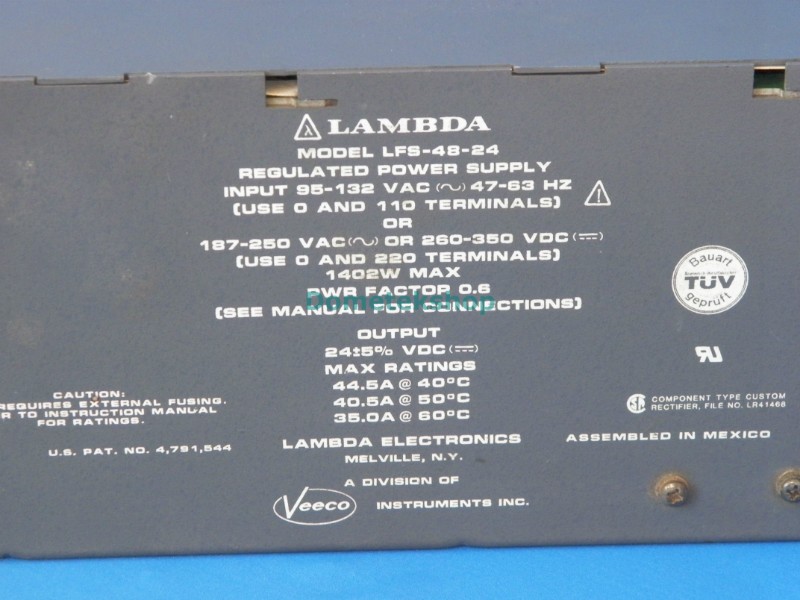 LAMBDA
MODEL LFS-48-24
REGULATED POWER SUPPLY
INPUT 95-132 VAC (~) 47-63 HZ
(USE 0 AND 110 TERMINALS)
OR
187-250 VAC (~) OR 260-350 VDC (⎓)
(USE 0 AND 220 TERMINALS)
1402W MAX
PWR FACTOR 0.6
Dometekshop
(SEE MANUAL FOR CONNECTIONS)
OUTPUT
24±5% VDC (⎓)
MAX RATINGS
44.5A @ 40°C
40.5A @ 50°C
35.0A @ 60°C
LAMBDA ELECTRONICS
MELVILLE, N.Y.
A DIVISION OF
Veeco INSTRUMENTS INC.
CAUTION:
REQUIRES EXTERNAL FUSING.
TO INSTRUCTION MANUAL
FOR RATINGS.
U.S. PAT. NO. 4,791,544
Bauart
TÜV
geprüft
COMPONENT TYPE CUSTOM
RECTIFIER, FILE NO. LR41468
ASSEMBLED IN MEXICO